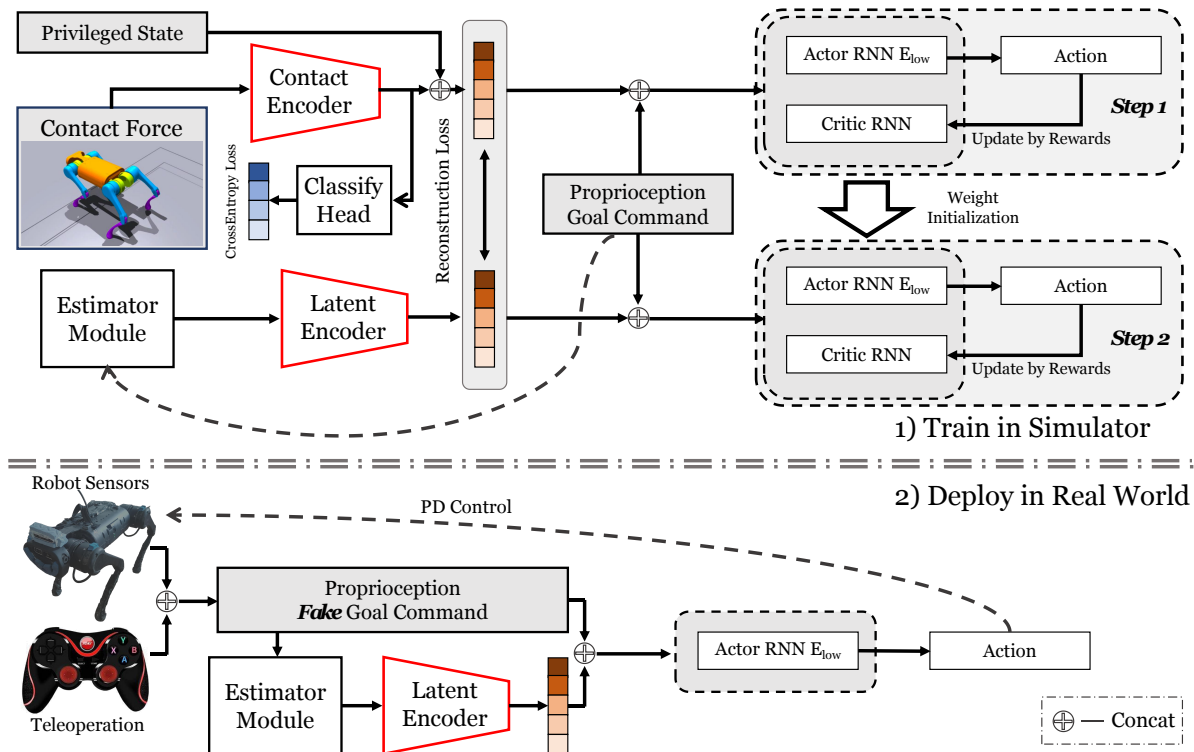 Privileged State
Contact
Encoder
Contact Force
CrossEntropy Loss
Classify
Head
Reconstruction Loss
Proprioception
Goal Command
Estimator
Module
Latent
Encoder
Actor RNN Elow
Action
Step 1
Critic RNN
Update by Rewards
Weight
Initialization
Actor RNN Elow
Action
Step 2
Critic RNN
Update by Rewards
1) Train in Simulator
2) Deploy in Real World
Robot Sensors
PD Control
Proprioception
Fake Goal Command
Y
X B
A
Teleoperation
Estimator
Module
Latent
Encoder
Actor RNN Elow
Action
Concat